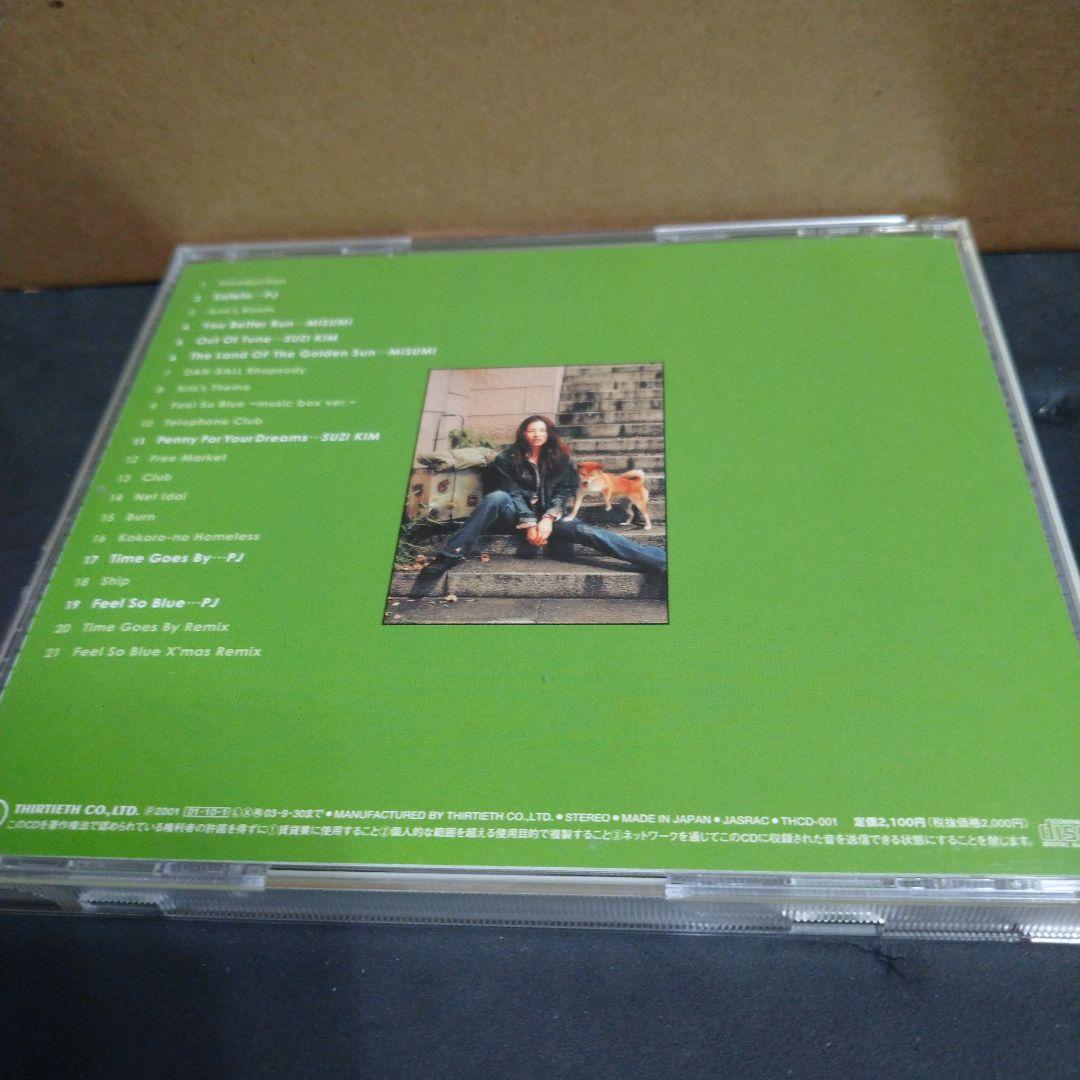 1 Introduction
2 Satelo…PJ
3 Kris's Room
4 You Better Run…MISUMI
5 Out Of Tune…SUZI KIM
6 The Land Of The Golden Sun…MISUMI
7 DAN-BALL Rhapsody
8 Kris's Theme
9 Feel So Blue ~music box ver.~
10 Telephone Club
11 Penny For Your Dreams…SUZI KIM
12 Free Market
13 Club
14 Net Idol
15 Burn
16 Kokoro-no Homeless
17 Time Goes By…PJ
18 Ship
19 Feel So Blue…PJ
20 Time Goes By Remix
21 Feel So Blue X'mas Remix
THIRTIETH CO.,LTD. Ⓟ2001 01·10·1 Ⓛ Ⓧ 03·9·30まで ● MANUFACTURED BY THIRTIETH CO.,LTD. ● STEREO ● MADE IN JAPAN ● JASRAC ● THCD-001 定価2,100円 (税抜価格2,000円)
このCDを著作権法で認められている権利者の許諾を得ずに①賃貸業に使用すること②個人的な範囲を超える使用目的で複製すること③ネットワークを通じてこのCDに収録された音を送信できる状態にすることを禁じます。